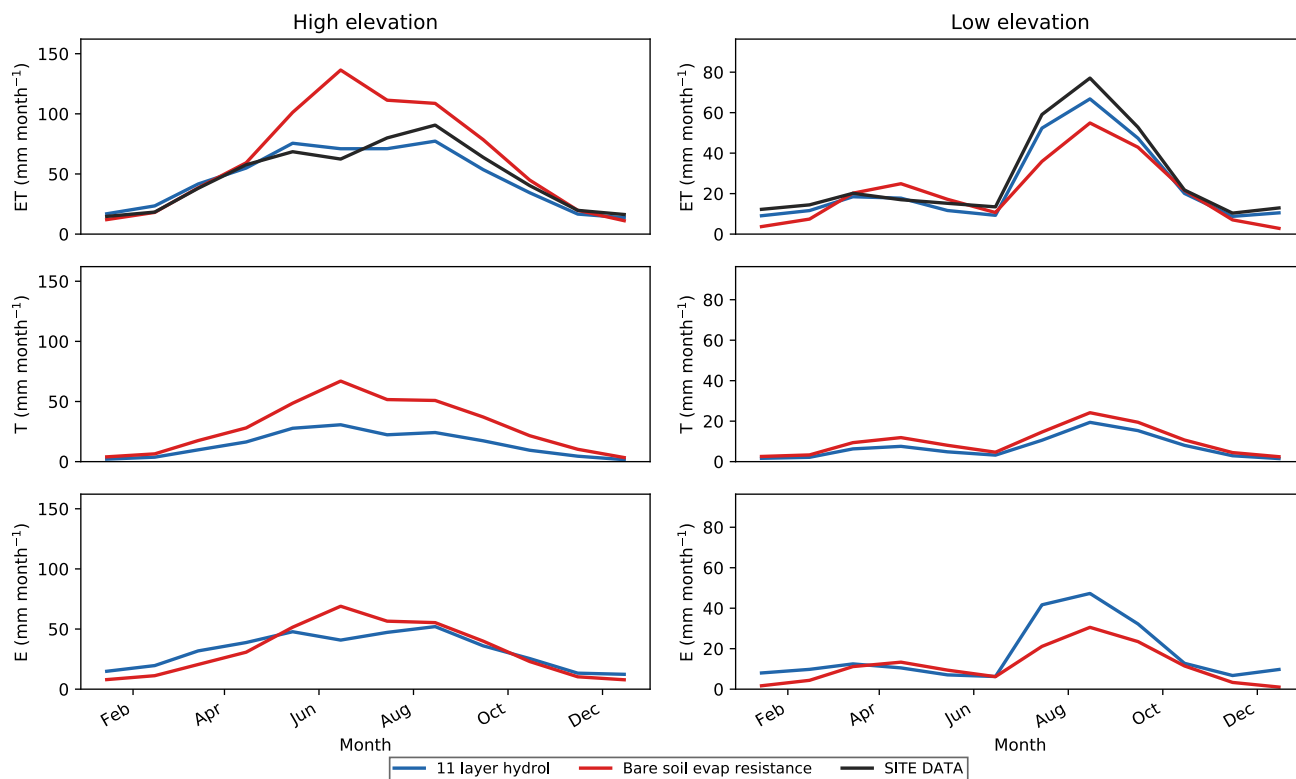 High elevation
Low elevation
ET (mm month⁻¹)
150
100
50
0
ET (mm month⁻¹)
80
60
40
20
0
T (mm month⁻¹)
150
100
50
0
T (mm month⁻¹)
80
60
40
20
0
E (mm month⁻¹)
150
100
50
0
E (mm month⁻¹)
80
60
40
20
0
Feb Apr Jun Aug Oct Dec
Feb Apr Jun Aug Oct Dec
Month
Month
11 layer hydrol Bare soil evap resistance SITE DATA